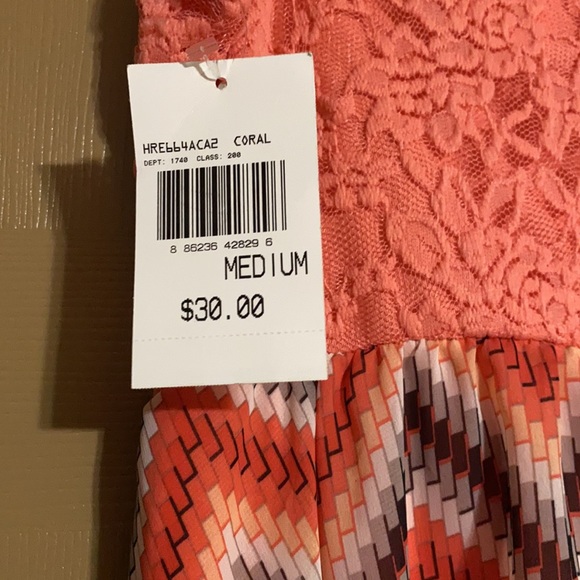 HRE664ACA2 CORAL
DEPT: 1740 CLASS: 200
8 86236 42829 6
MEDIUM
$30.00